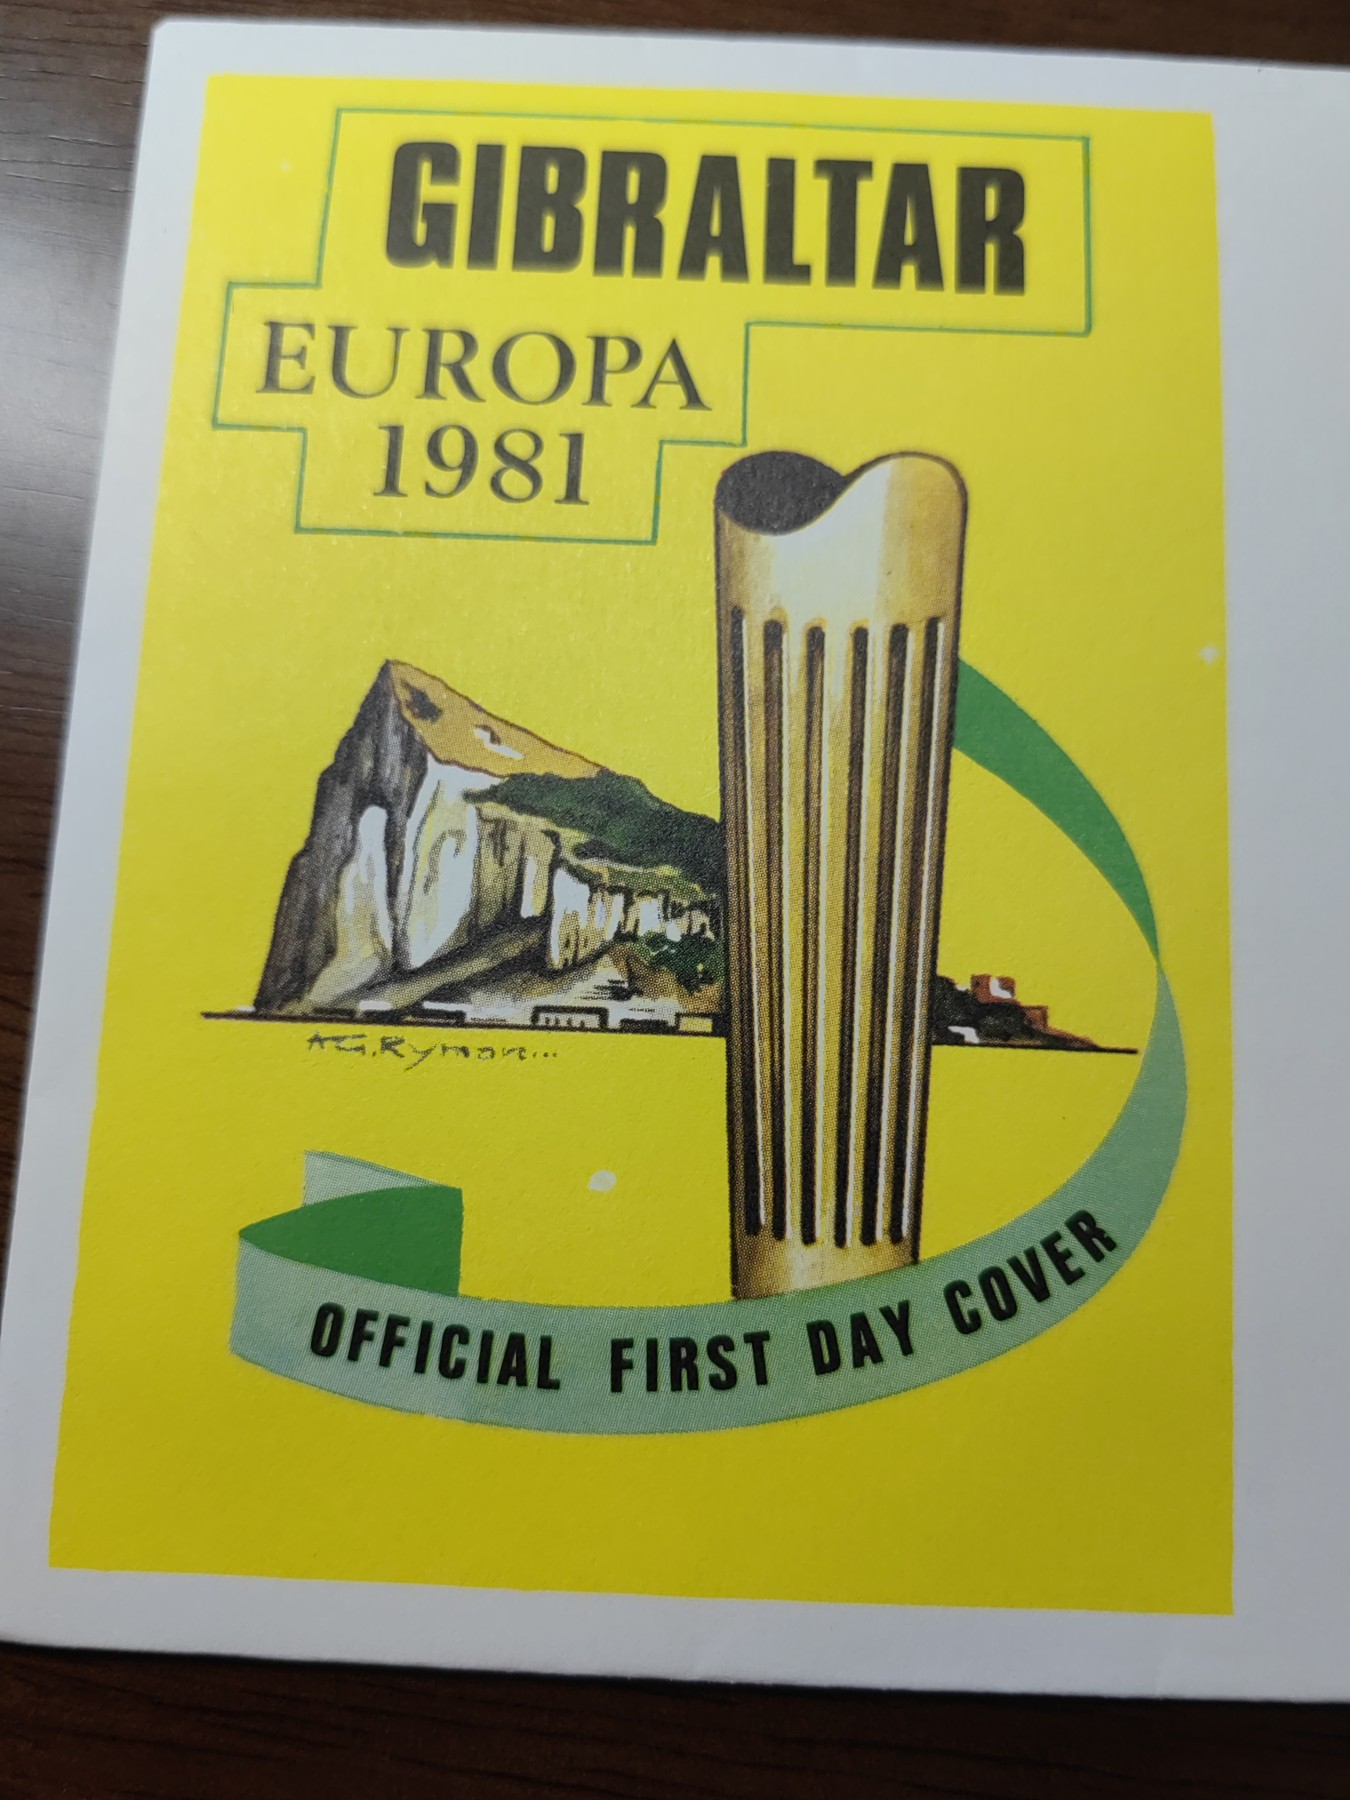 GIBRALTAR
EUROPA
1981
A.G. Ryman...
OFFICIAL FIRST DAY COVER